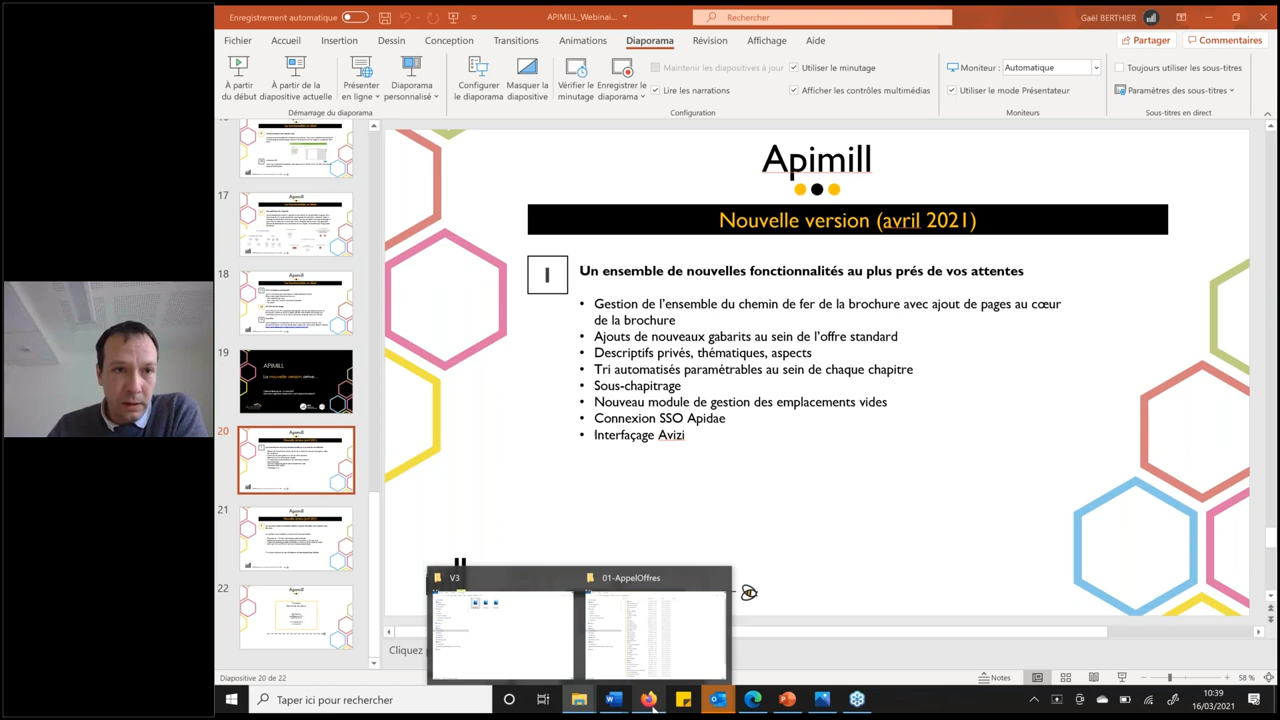 Enregistrement automatique
APIMILL_Webinai...
Rechercher
Gaël BERTHIER
Fichier Accueil Insertion Dessin Conception Transitions Animations Diaporama Révision Affichage Aide
Partager
Commentaires
À partir du début
À partir de la diapositive actuelle
Présenter en ligne
Diaporama personnalisé
Configurer le diaporama
Masquer la diapositive
Vérifier le minutage
Enregistrer le diaporama
Maintenir les diapositives à jour
Lire les narrations
Utiliser le minutage
Afficher les contrôles multimédias
Moniteur : Automatique
Utiliser le mode Présentateur
Toujours utiliser les sous-titres
Paramètres des sous-titres
Démarrage du diaporama
Configuration
Moniteurs
Sous-titres en direct
17
18
19
20
21
22
APIMILL
La nouvelle version arrive...
Apimill
Nouvelle version (avril 2021)
1
Un ensemble de nouvelles fonctionnalités au plus prés de vos attentes
• Gestion de l'ensemble du chemin de fer de la brochure avec ajout de pages au cœur
de la brochure
• Ajouts de nouveaux gabarits au sein de l'offre standard
• Descriptifs privés, thématiques, aspects
• Tri automatisés paramétrables au sein de chaque chapitre
• Sous-chapitrage
• Nouveau module de gestion des emplacements vides
• Connexion SSO Apidae
• Interfaçage Avizi
V3
01-AppelOffres
Cliquez
Diapositive 20 de 22
Notes
58 %
Taper ici pour rechercher
10:39
16/03/2021